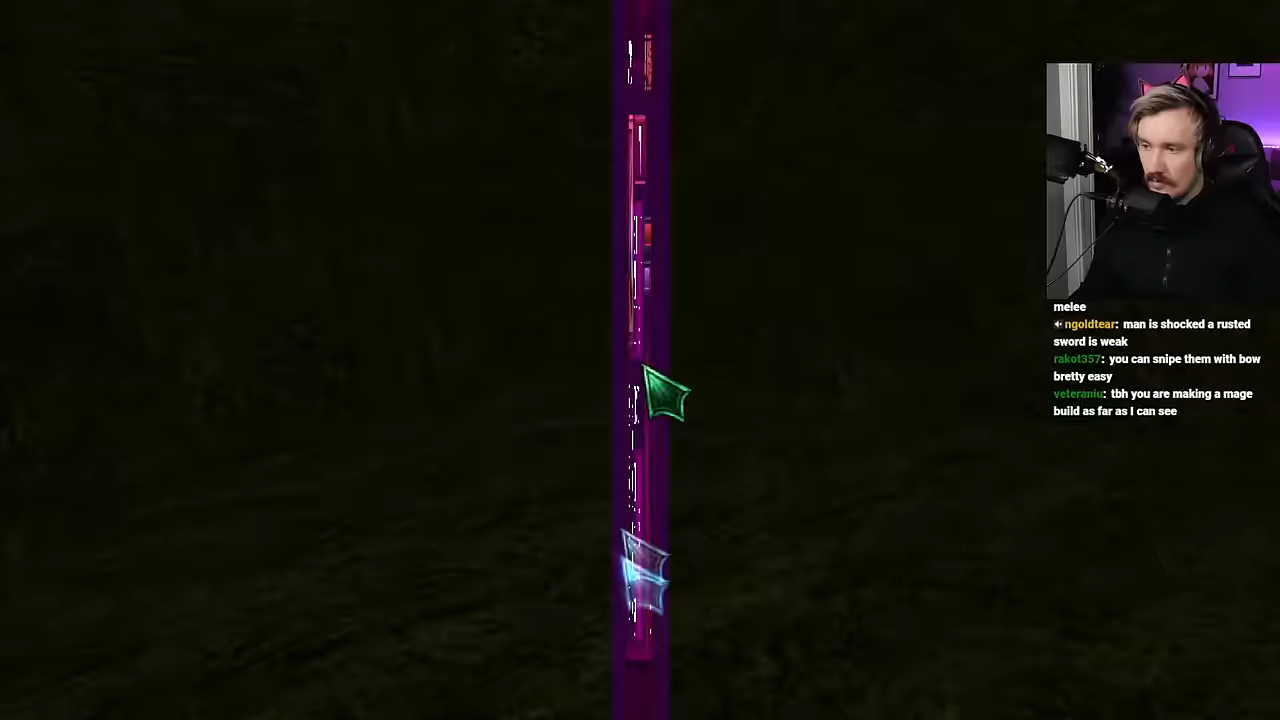 melee
ngoldtear: man is shocked a rusted
sword is weak
rakot357: you can snipe them with bow
bretty easy
veteraniu: tbh you are making a mage
build as far as I can see